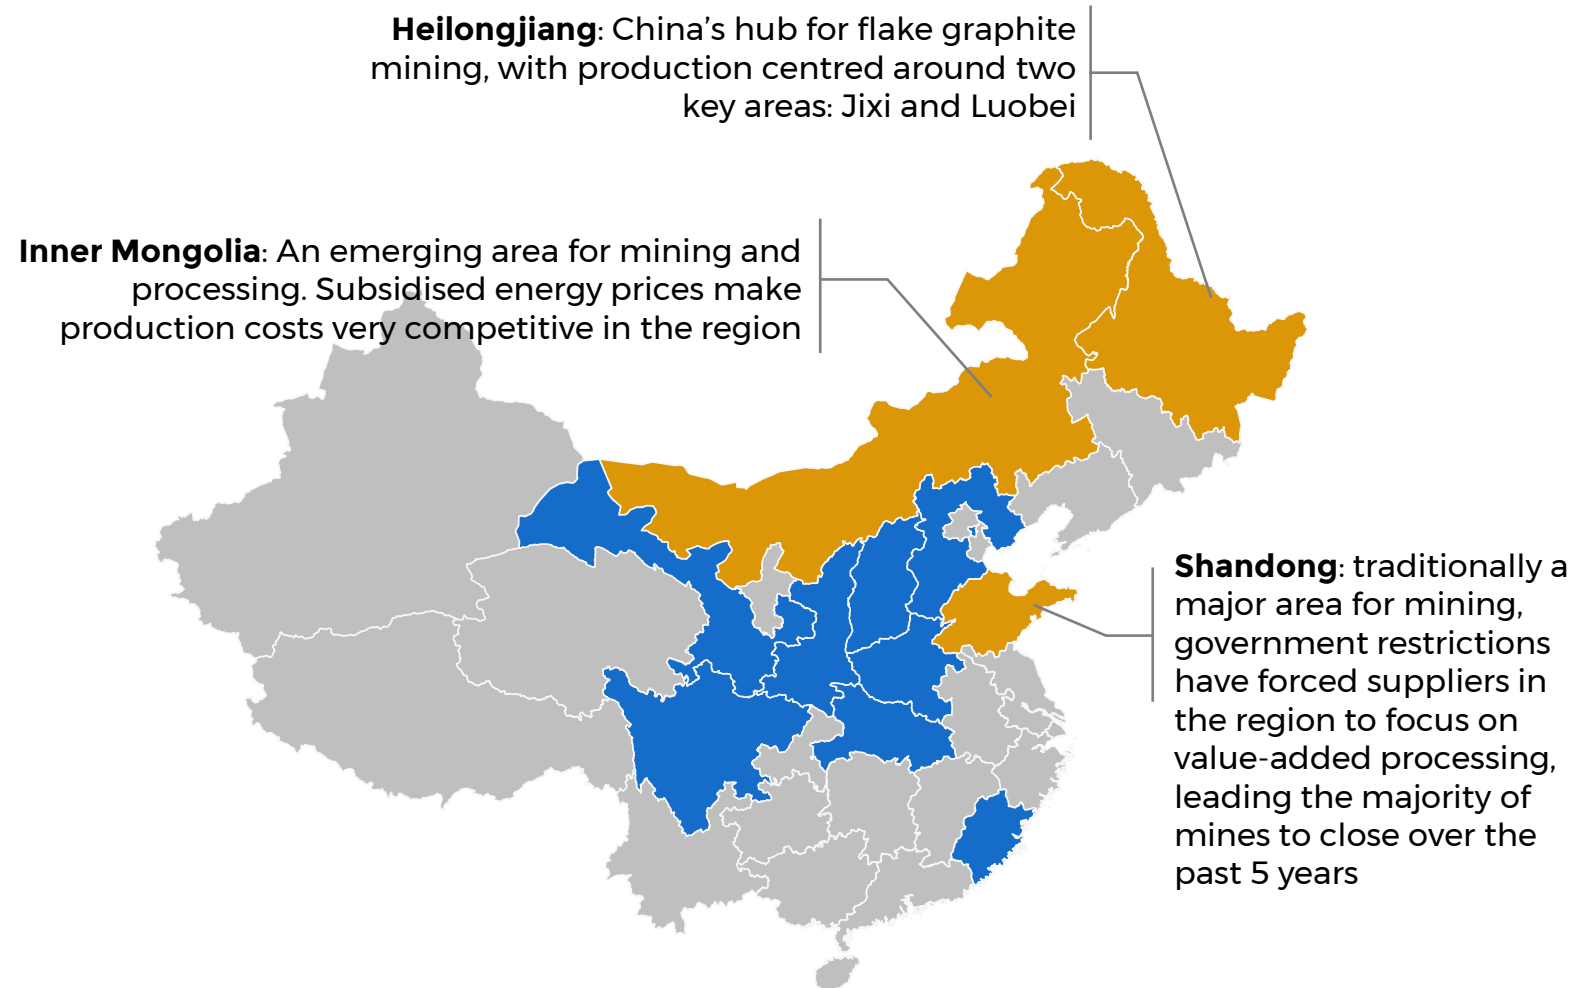 Heilongjiang: China’s hub for flake graphite
mining, with production centred around two
key areas: Jixi and Luobei
Inner Mongolia: An emerging area for mining and
processing. Subsidised energy prices make
production costs very competitive in the region
Shandong: traditionally a
major area for mining,
government restrictions
have forced suppliers in
the region to focus on
value-added processing,
leading the majority of
mines to close over the
past 5 years